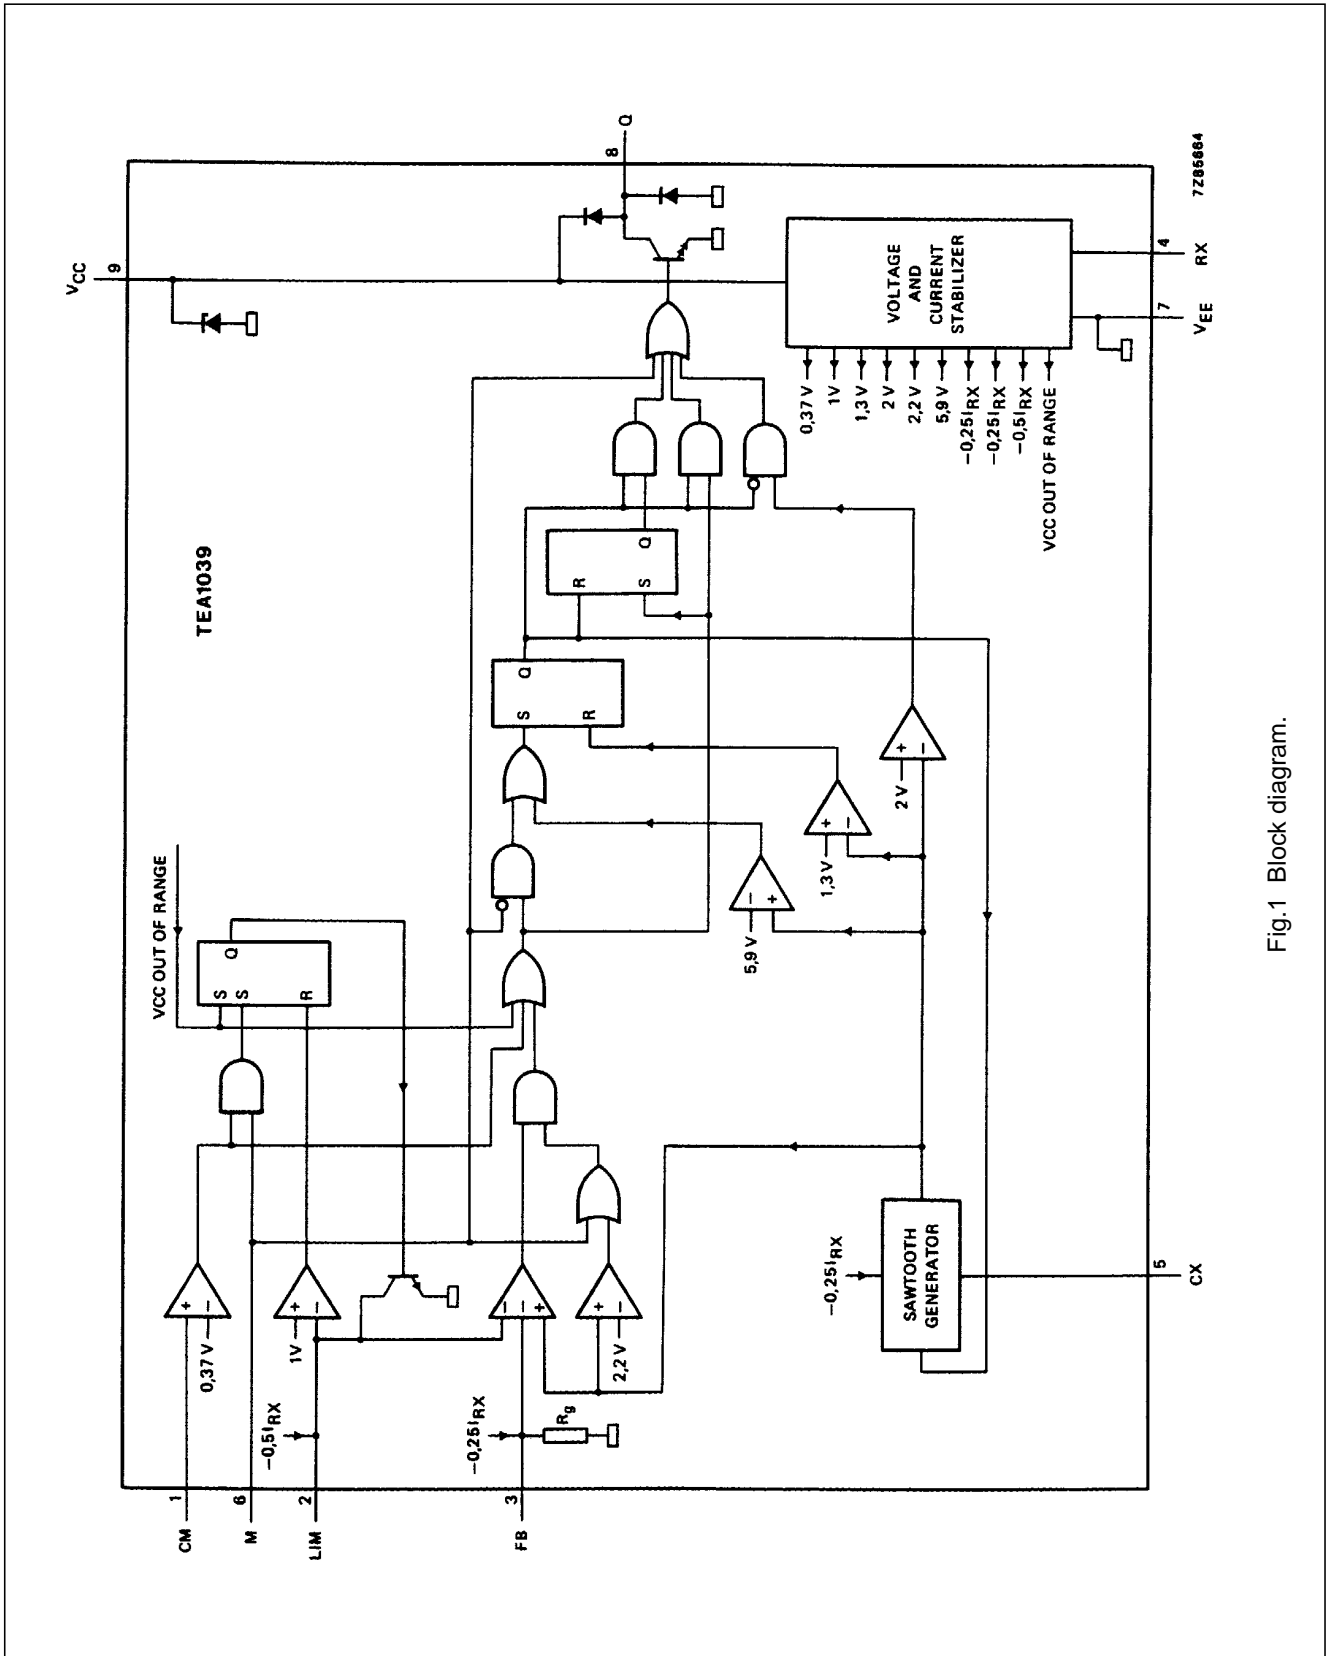 TEA1039
VCC
9
8
Q
VCC OUT OF RANGE
S
S
R
Q
S
R
Q
R
S
Q
CM
1
0,37 V
+
−
M
6
LIM
2
−0,5IRX
1V
+
−
FB
3
−0,25IRX
Rg
−
−
+
2,2 V
+
−
5,9 V
−
+
1,3 V
+
−
2 V
+
−
−0,25IRX
SAWTOOTH
GENERATOR
5
CX
VOLTAGE
AND
CURRENT
STABILIZER
0,37 V
1V
1,3 V
2 V
2,2 V
5,9 V
−0,25IRX
−0,25IRX
−0,5IRX
VCC OUT OF RANGE
7
VEE
4
RX
7Z85664
Fig.1 Block diagram.